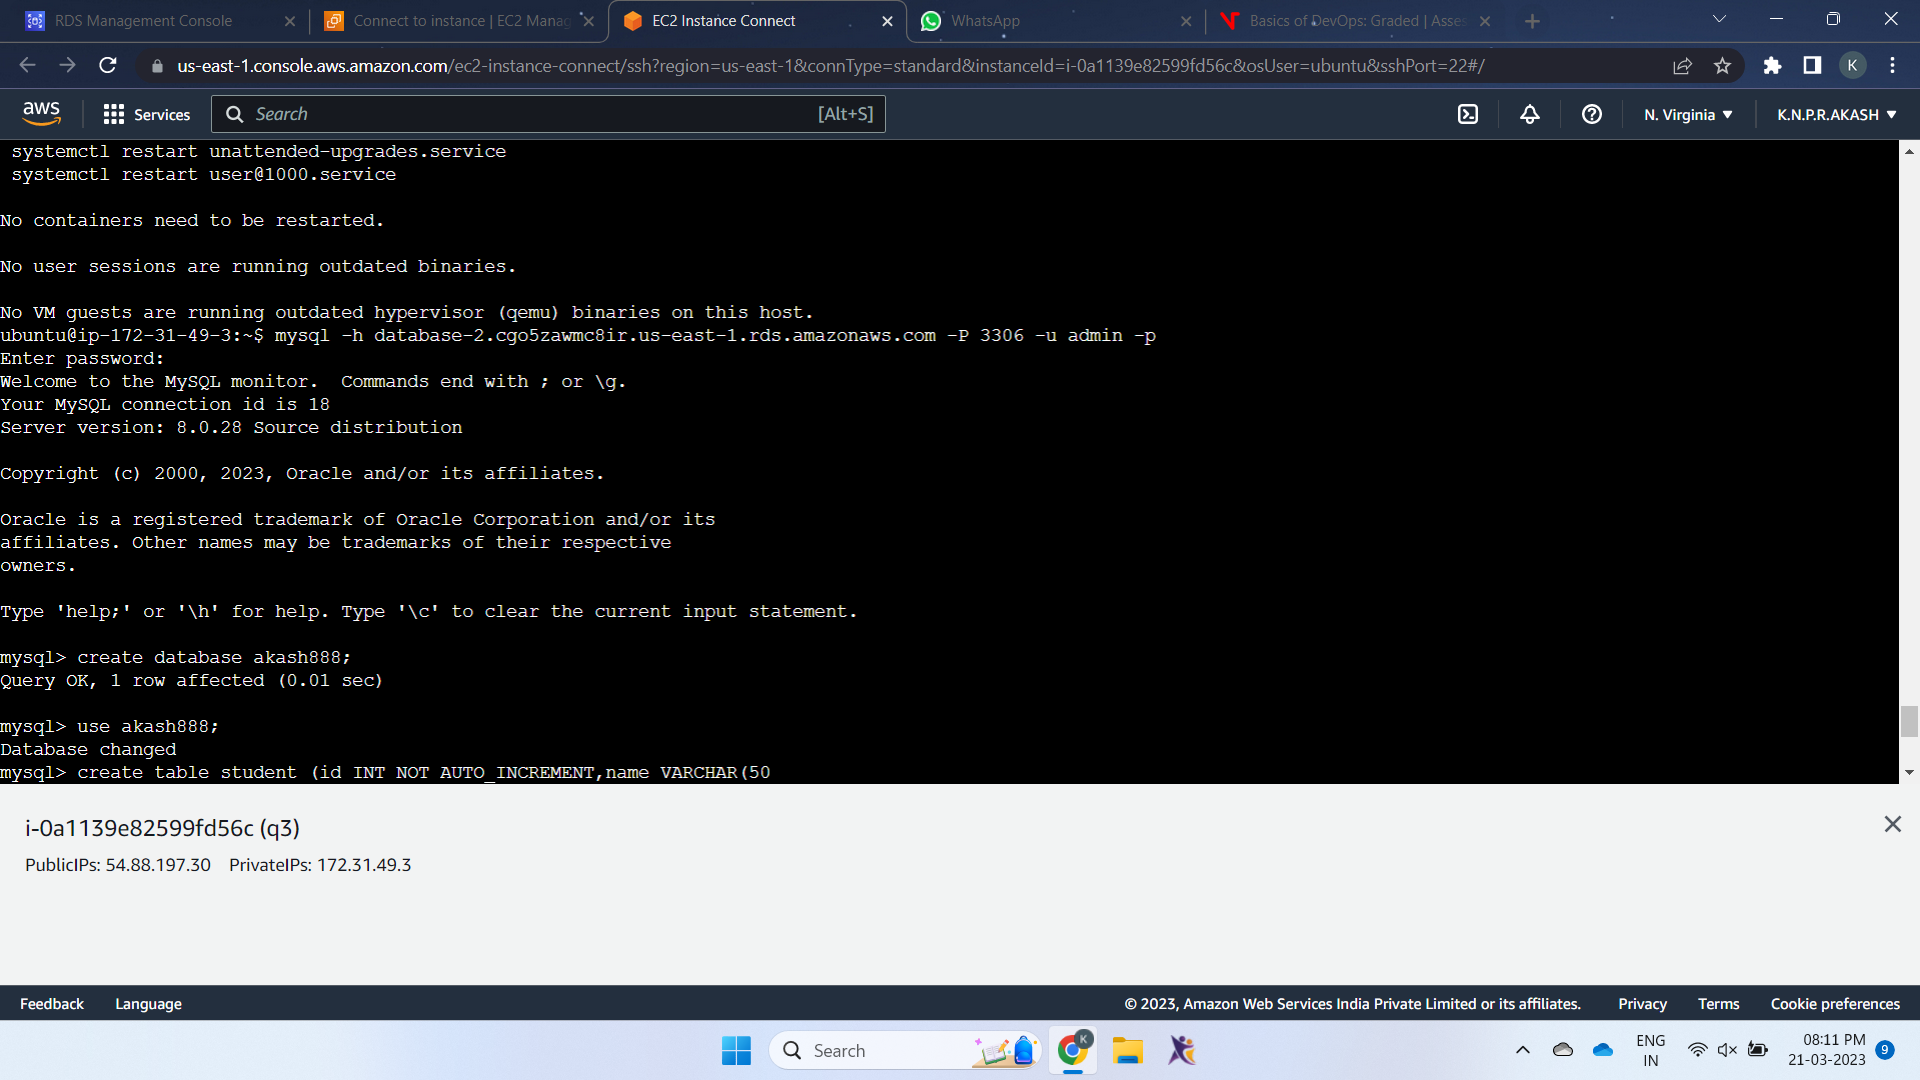 RDS Management Console
Connect to instance | EC2 Manag
EC2 Instance Connect
WhatsApp
Basics of DevOps: Graded | Asses
us-east-1.console.aws.amazon.com/ec2-instance-connect/ssh?region=us-east-1&connType=standard&instanceId=i-0a1139e82599fd56c&osUser=ubuntu&sshPort=22#/
K
aws
Services
Search
[Alt+S]
N. Virginia
K.N.P.R.AKASH
systemctl restart unattended-upgrades.service
systemctl restart user@1000.service
No containers need to be restarted.
No user sessions are running outdated binaries.
No VM guests are running outdated hypervisor (qemu) binaries on this host.
ubuntu@ip-172-31-49-3:~$ mysql -h database-2.cgo5zawmc8ir.us-east-1.rds.amazonaws.com -P 3306 -u admin -p
Enter password:
Welcome to the MySQL monitor.  Commands end with ; or \g.
Your MySQL connection id is 18
Server version: 8.0.28 Source distribution
Copyright (c) 2000, 2023, Oracle and/or its affiliates.
Oracle is a registered trademark of Oracle Corporation and/or its
affiliates. Other names may be trademarks of their respective
owners.
Type 'help;' or '\h' for help. Type '\c' to clear the current input statement.
mysql> create database akash888;
Query OK, 1 row affected (0.01 sec)
mysql> use akash888;
Database changed
mysql> create table student (id INT NOT AUTO_INCREMENT,name VARCHAR(50
i-0a1139e82599fd56c (q3)
PublicIPs: 54.88.197.30 PrivateIPs: 172.31.49.3
Feedback
Language
© 2023, Amazon Web Services India Private Limited or its affiliates.
Privacy
Terms
Cookie preferences
Search
K
ENG
IN
08:11 PM
21-03-2023
9